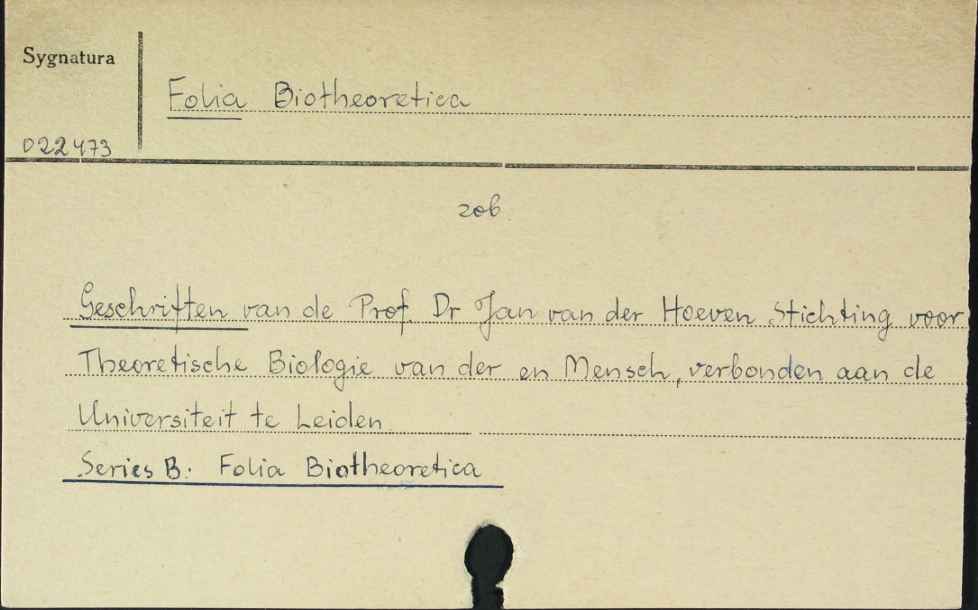 Sygnatura
Folia Biotheoretica
022473
zob.
Geschriften van de Prof. Dr Jan van der Hoeven Stichting voor
Theoretische Biologie van der en Mensch, verbonden aan de
Universiteit te Leiden
Series B: Folia Biotheoretica